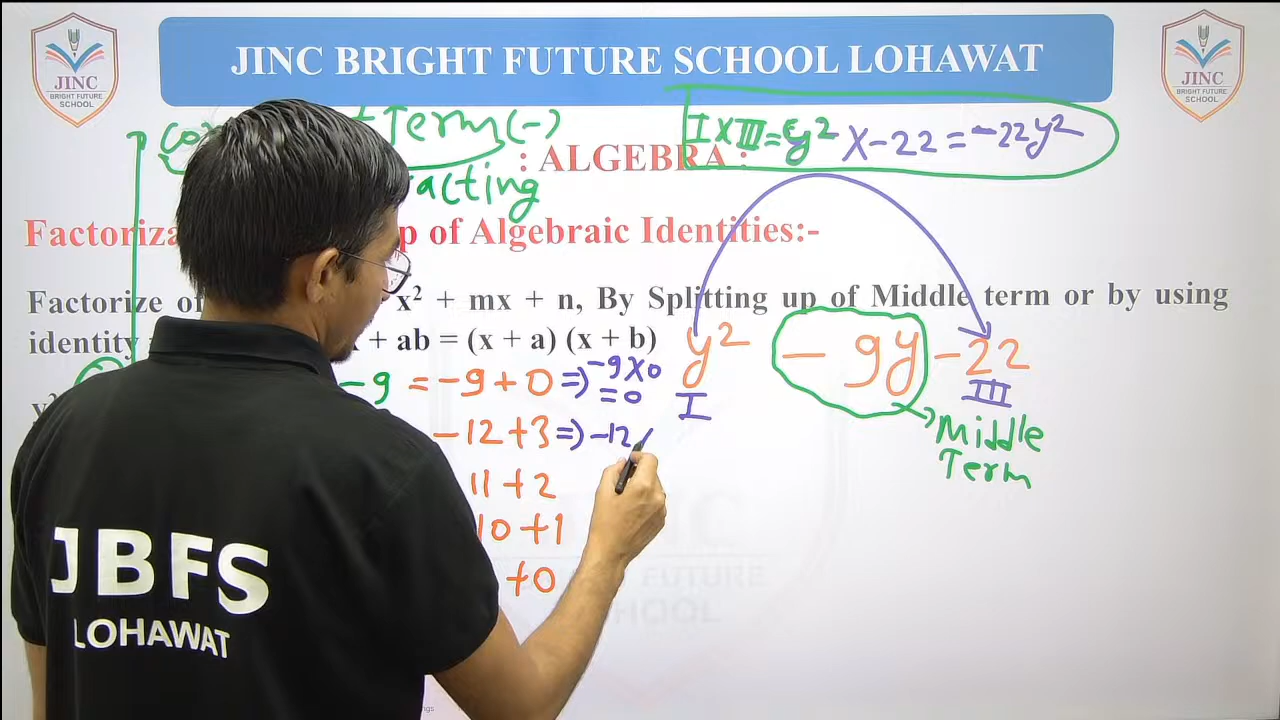 JINC
BRIGHT FUTURE
SCHOOL
JINC BRIGHT FUTURE SCHOOL LOHAWAT
JINC
BRIGHT FUTURE
SCHOOL
Term (-)
I X III = y² X -22 = -22y²
: ALGEBRA :
acting
Factoriza p of Algebraic Identities:-
Factorize of x² + mx + n, By Splitting up of Middle term or by using
identity x + ab = (x + a) (x + b)
y² - 9y - 22
I
III
Middle
Term
-9 = -9 + 0 => -9 X 0
= 0
-12 + 3 => -12
11 + 2
10 + 1
+ 0
FUTURE
SCHOOL
JBFS
LOHAWAT